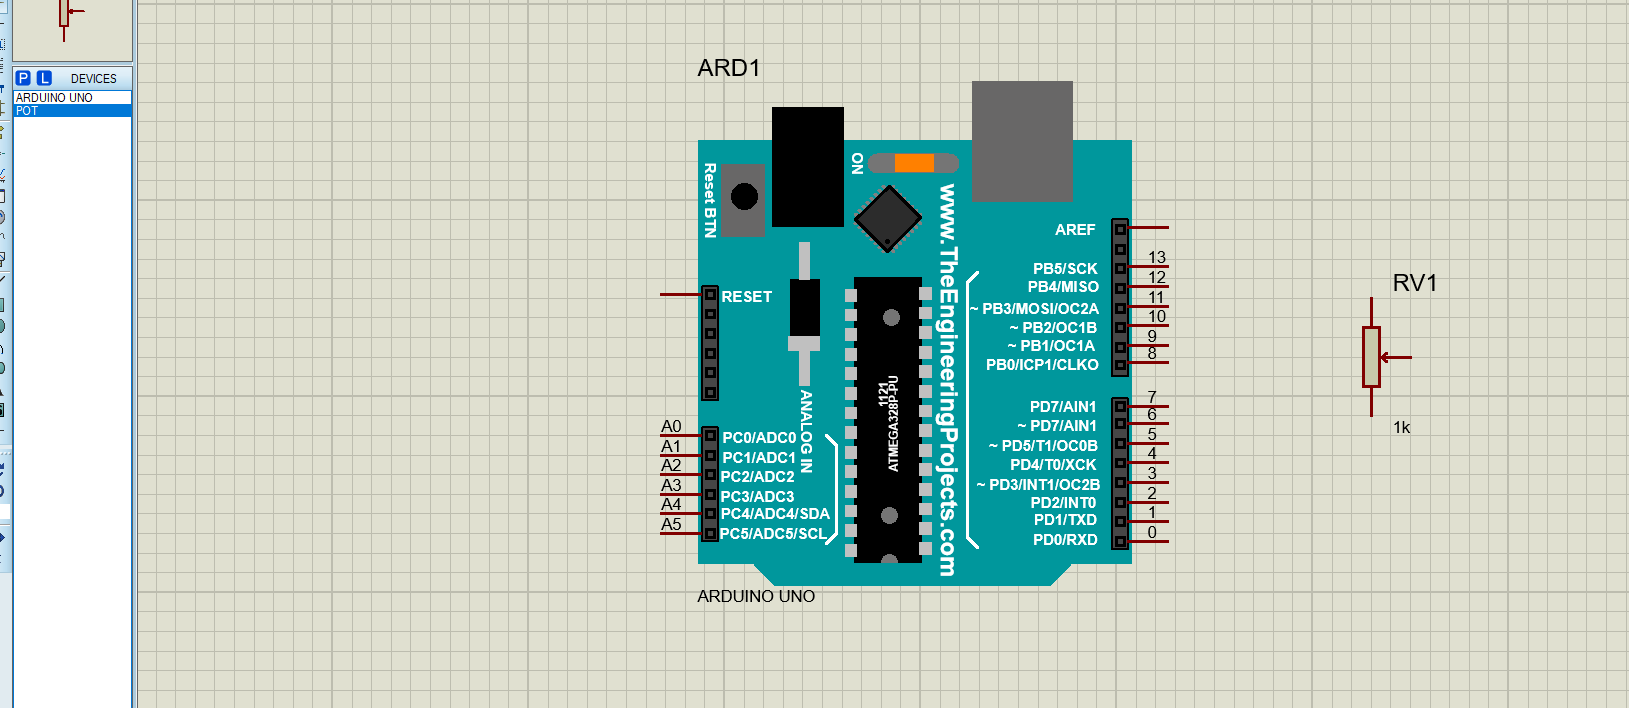 P L DEVICES
ARDUINO UNO
POT
ARD1
Reset BTN
ON
www.TheEngineeringProjects.com
RESET
ANALOG IN
1121
ATMEGA328P-PU
A0 PC0/ADC0
A1 PC1/ADC1
A2 PC2/ADC2
A3 PC3/ADC3
A4 PC4/ADC4/SDA
A5 PC5/ADC5/SCL
AREF
PB5/SCK 13
PB4/MISO 12
~ PB3/MOSI/OC2A 11
~ PB2/OC1B 10
~ PB1/OC1A 9
PB0/ICP1/CLKO 8
PD7/AIN1 7
~ PD7/AIN1 6
~ PD5/T1/OC0B 5
PD4/T0/XCK 4
~ PD3/INT1/OC2B 3
PD2/INT0 2
PD1/TXD 1
PD0/RXD 0
ARDUINO UNO
RV1
1k